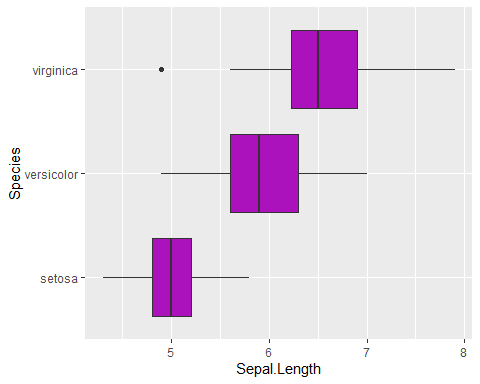 Species
virginica
versicolor
setosa
5 6 7 8
Sepal.Length